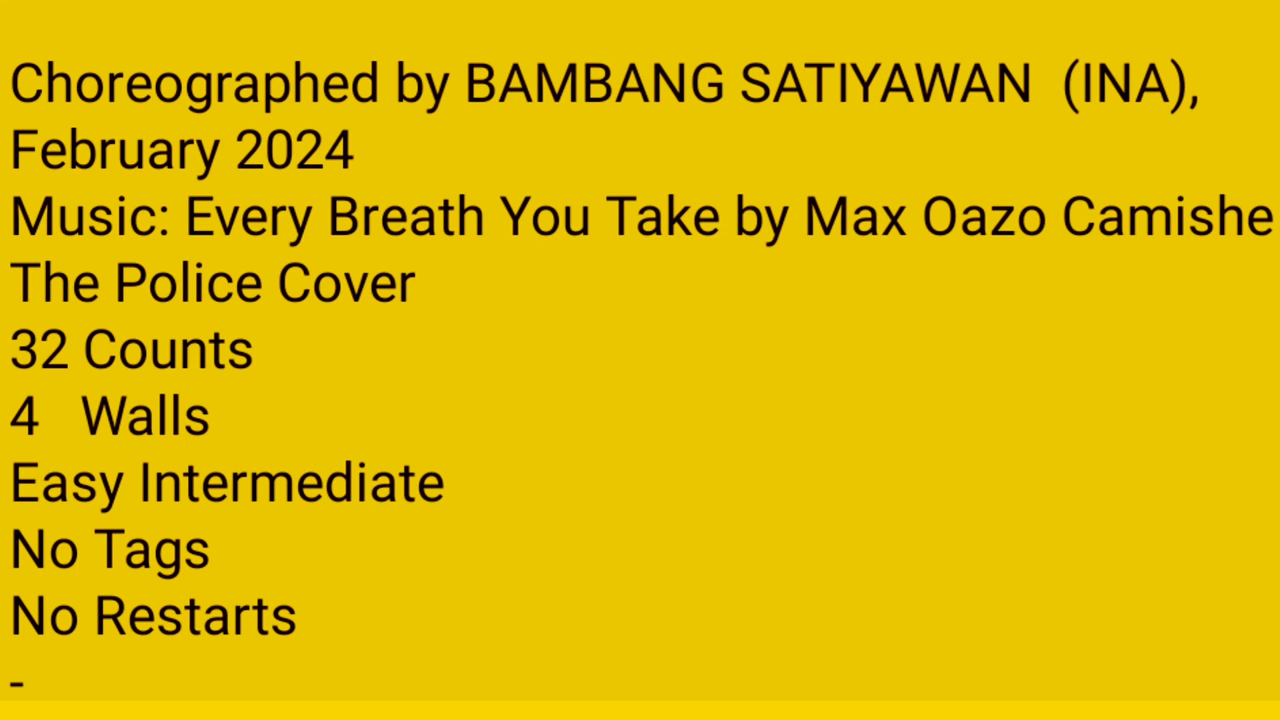 Choreographed by BAMBANG SATIYAWAN  (INA),
February 2024
Music: Every Breath You Take by Max Oazo Camishe
The Police Cover
32 Counts
4   Walls
Easy Intermediate
No Tags
No Restarts
-